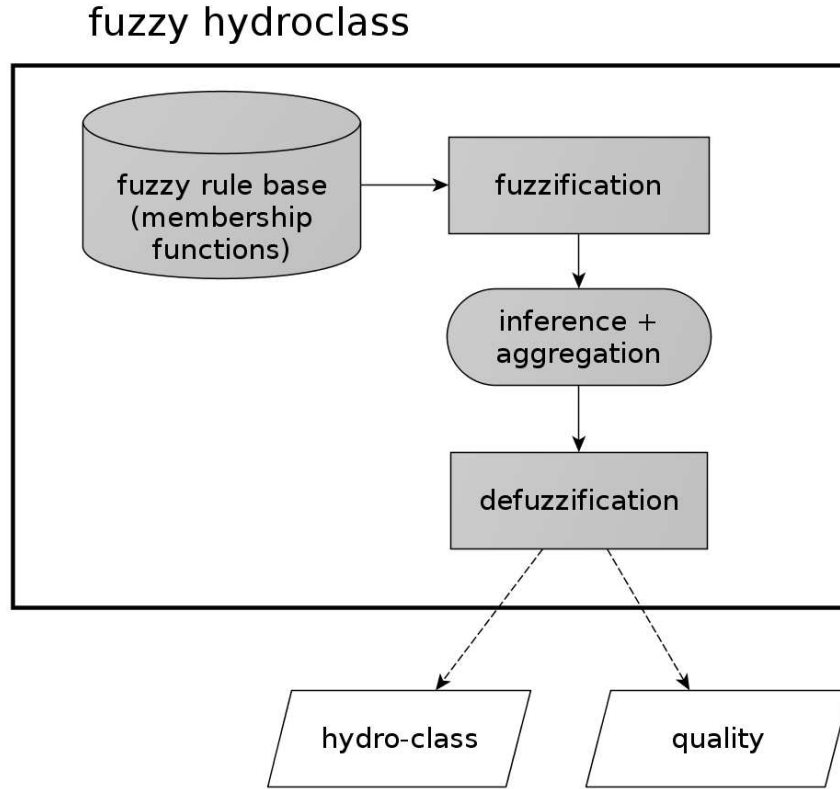 fuzzy hydroclass
fuzzy rule base
(membership
functions)
fuzzification
inference +
aggregation
defuzzification
hydro-class
quality